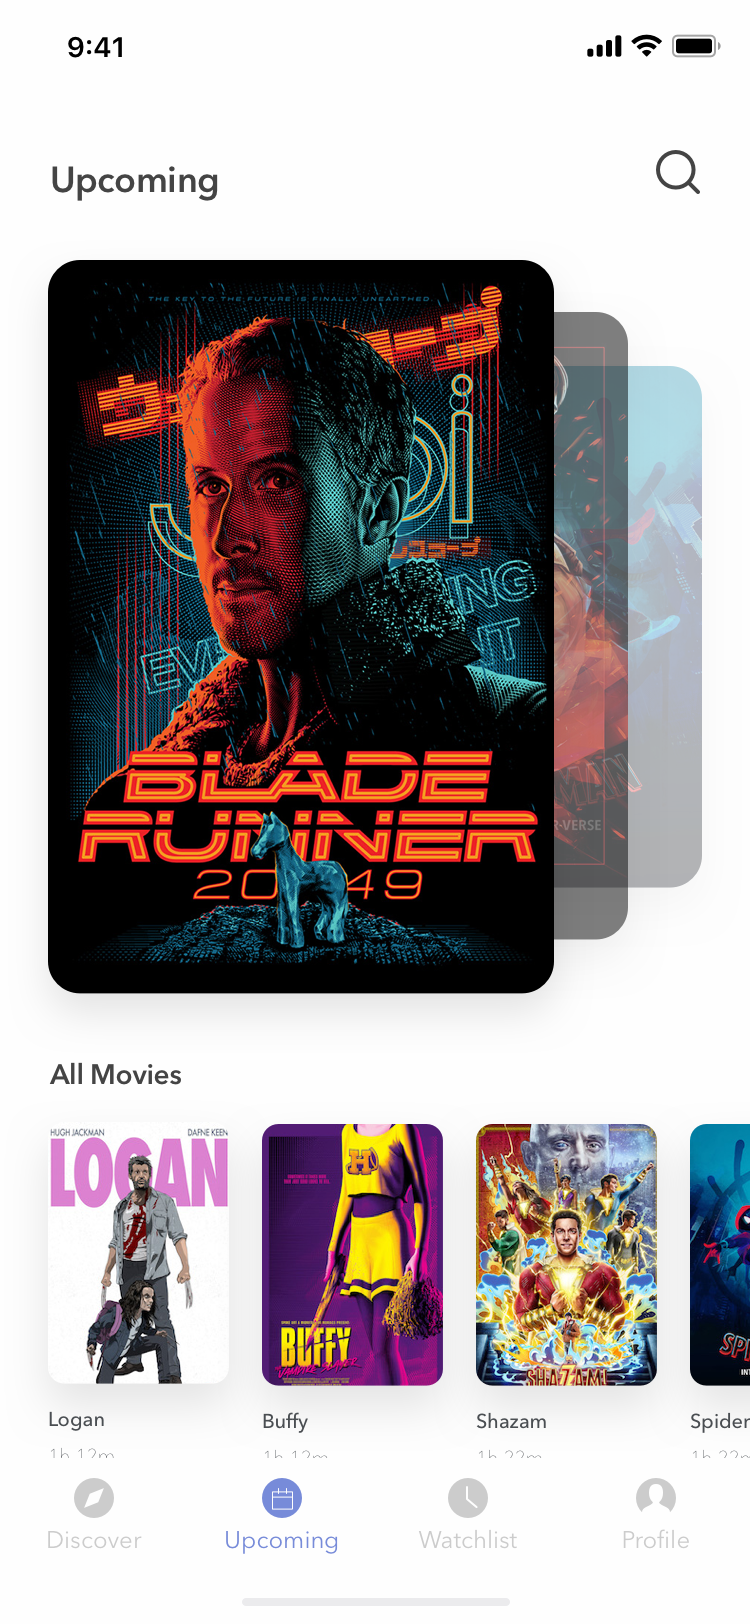 9:41
Upcoming
THE KEY TO THE FUTURE IS FINALLY UNEARTHED.
BLADE
RUNNER
2049
R-VERSE
All Movies
HUGH JACKMAN DAFNE KEEN
LOGAN
BUFFY
VAMPIRE SLAYER
SHAZAM!
Logan
Buffy
Shazam
Spider
1h 12m
1h 12m
1h 22m
1h 22m
Discover
Upcoming
Watchlist
Profile